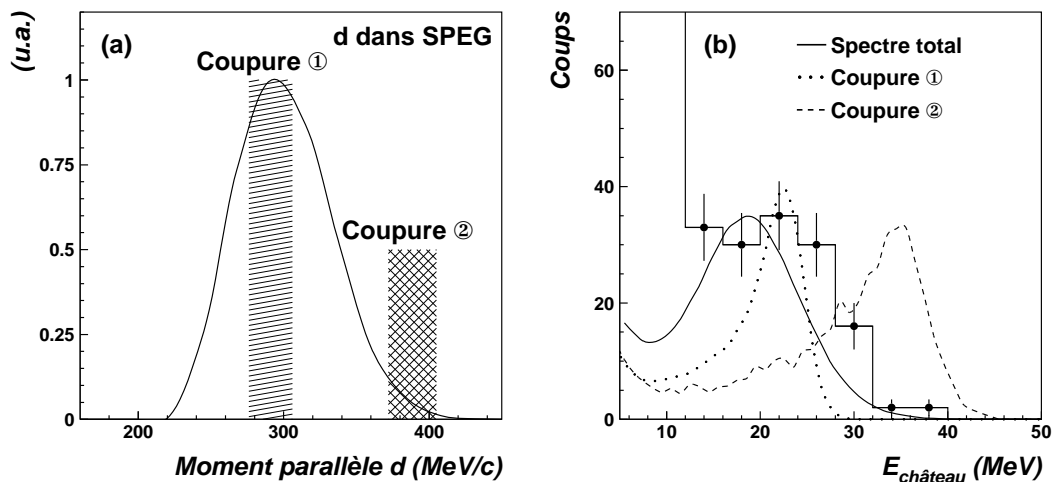 (u.a.)
(a)
d dans SPEG
Coupure ①
Coupure ②
1
0.75
0.5
0.25
0
200
300
400
Moment parallèle d (MeV/c)
Coups
(b)
Spectre total
Coupure ①
Coupure ②
60
40
20
0
10
20
30
40
50
E_château (MeV)